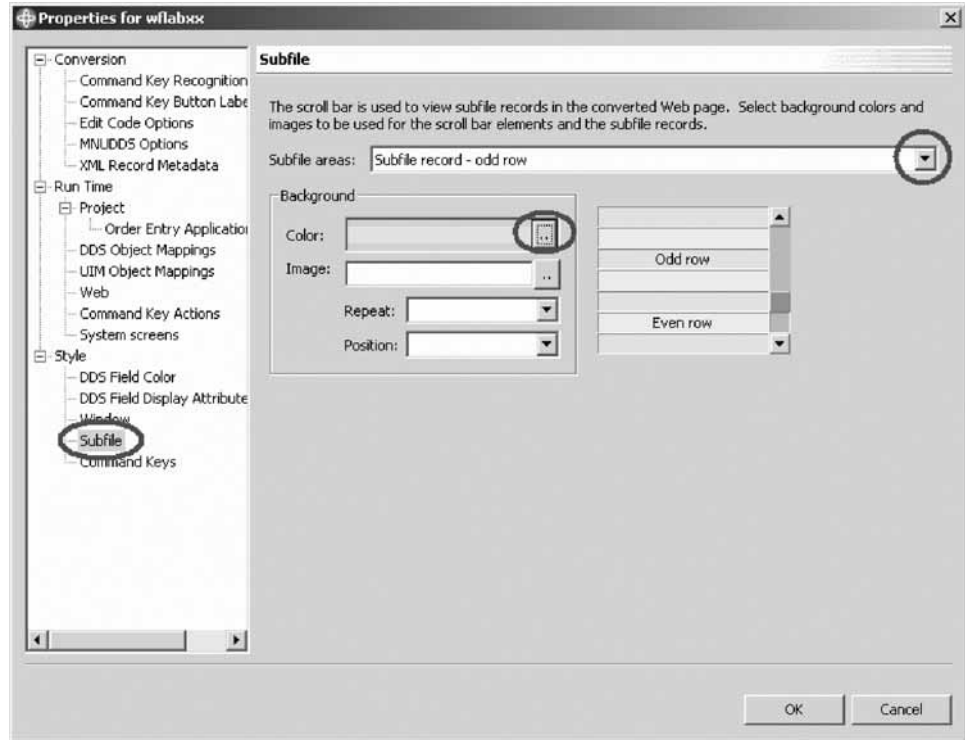 Properties for wflabxx
Conversion
Command Key Recognition
Command Key Button Labe
Edit Code Options
MNUDDS Options
XML Record Metadata
Run Time
Project
Order Entry Applicatio
DDS Object Mappings
UIM Object Mappings
Web
Command Key Actions
System screens
Style
DDS Field Color
DDS Field Display Attribute
Window
Subfile
Command Keys
Subfile
The scroll bar is used to view subfile records in the converted Web page. Select background colors and
images to be used for the scroll bar elements and the subfile records.
Subfile areas: Subfile record - odd row
Background
Color: ..
Image: ..
Repeat:
Position:
Odd row
Even row
OK Cancel